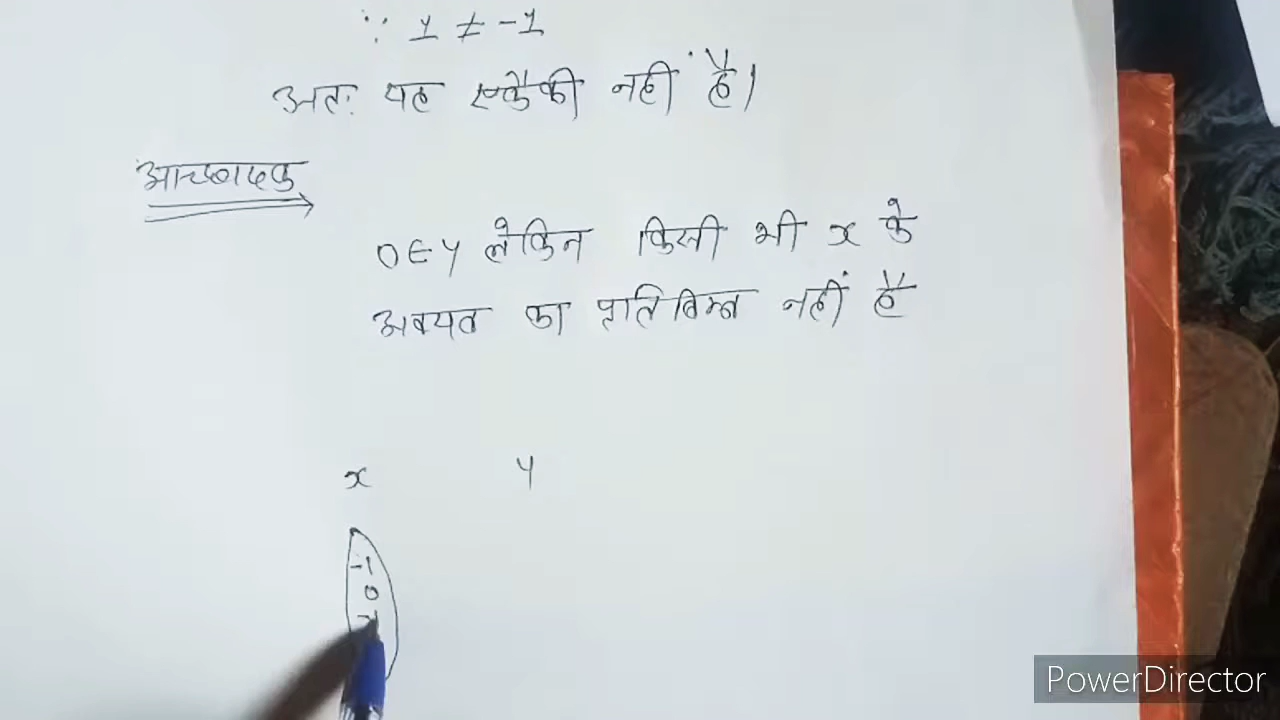 ∵ 1 ≠ -1
अतः यह एकैकी नहीं है।
आच्छादक
0 ∈ y लेकिन किसी भी x के
अवयव का प्रतिबिम्ब नहीं है
x y
-1
0
PowerDirector